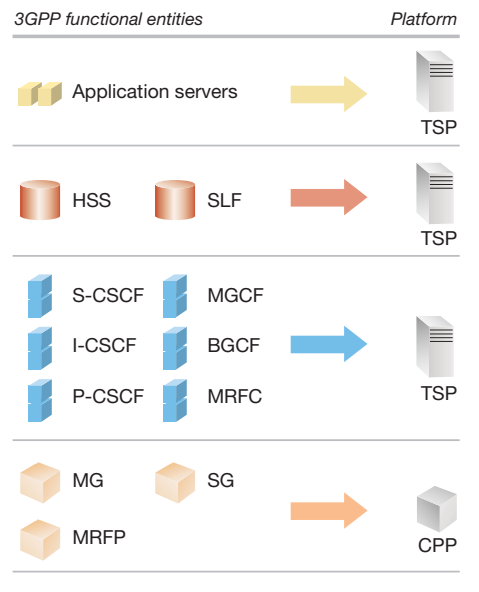 3GPP functional entities Platform
Application servers
TSP
HSS SLF
TSP
S-CSCF MGCF
I-CSCF BGCF
P-CSCF MRFC
TSP
MG SG
MRFP
CPP